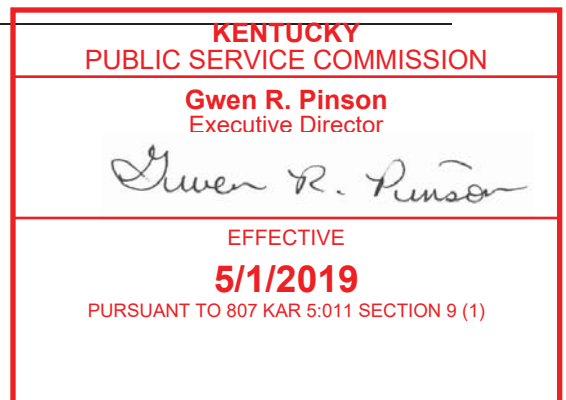 KENTUCKY
PUBLIC SERVICE COMMISSION
Gwen R. Pinson
Executive Director
Gwen R. Pinson
EFFECTIVE
5/1/2019
PURSUANT TO 807 KAR 5:011 SECTION 9 (1)